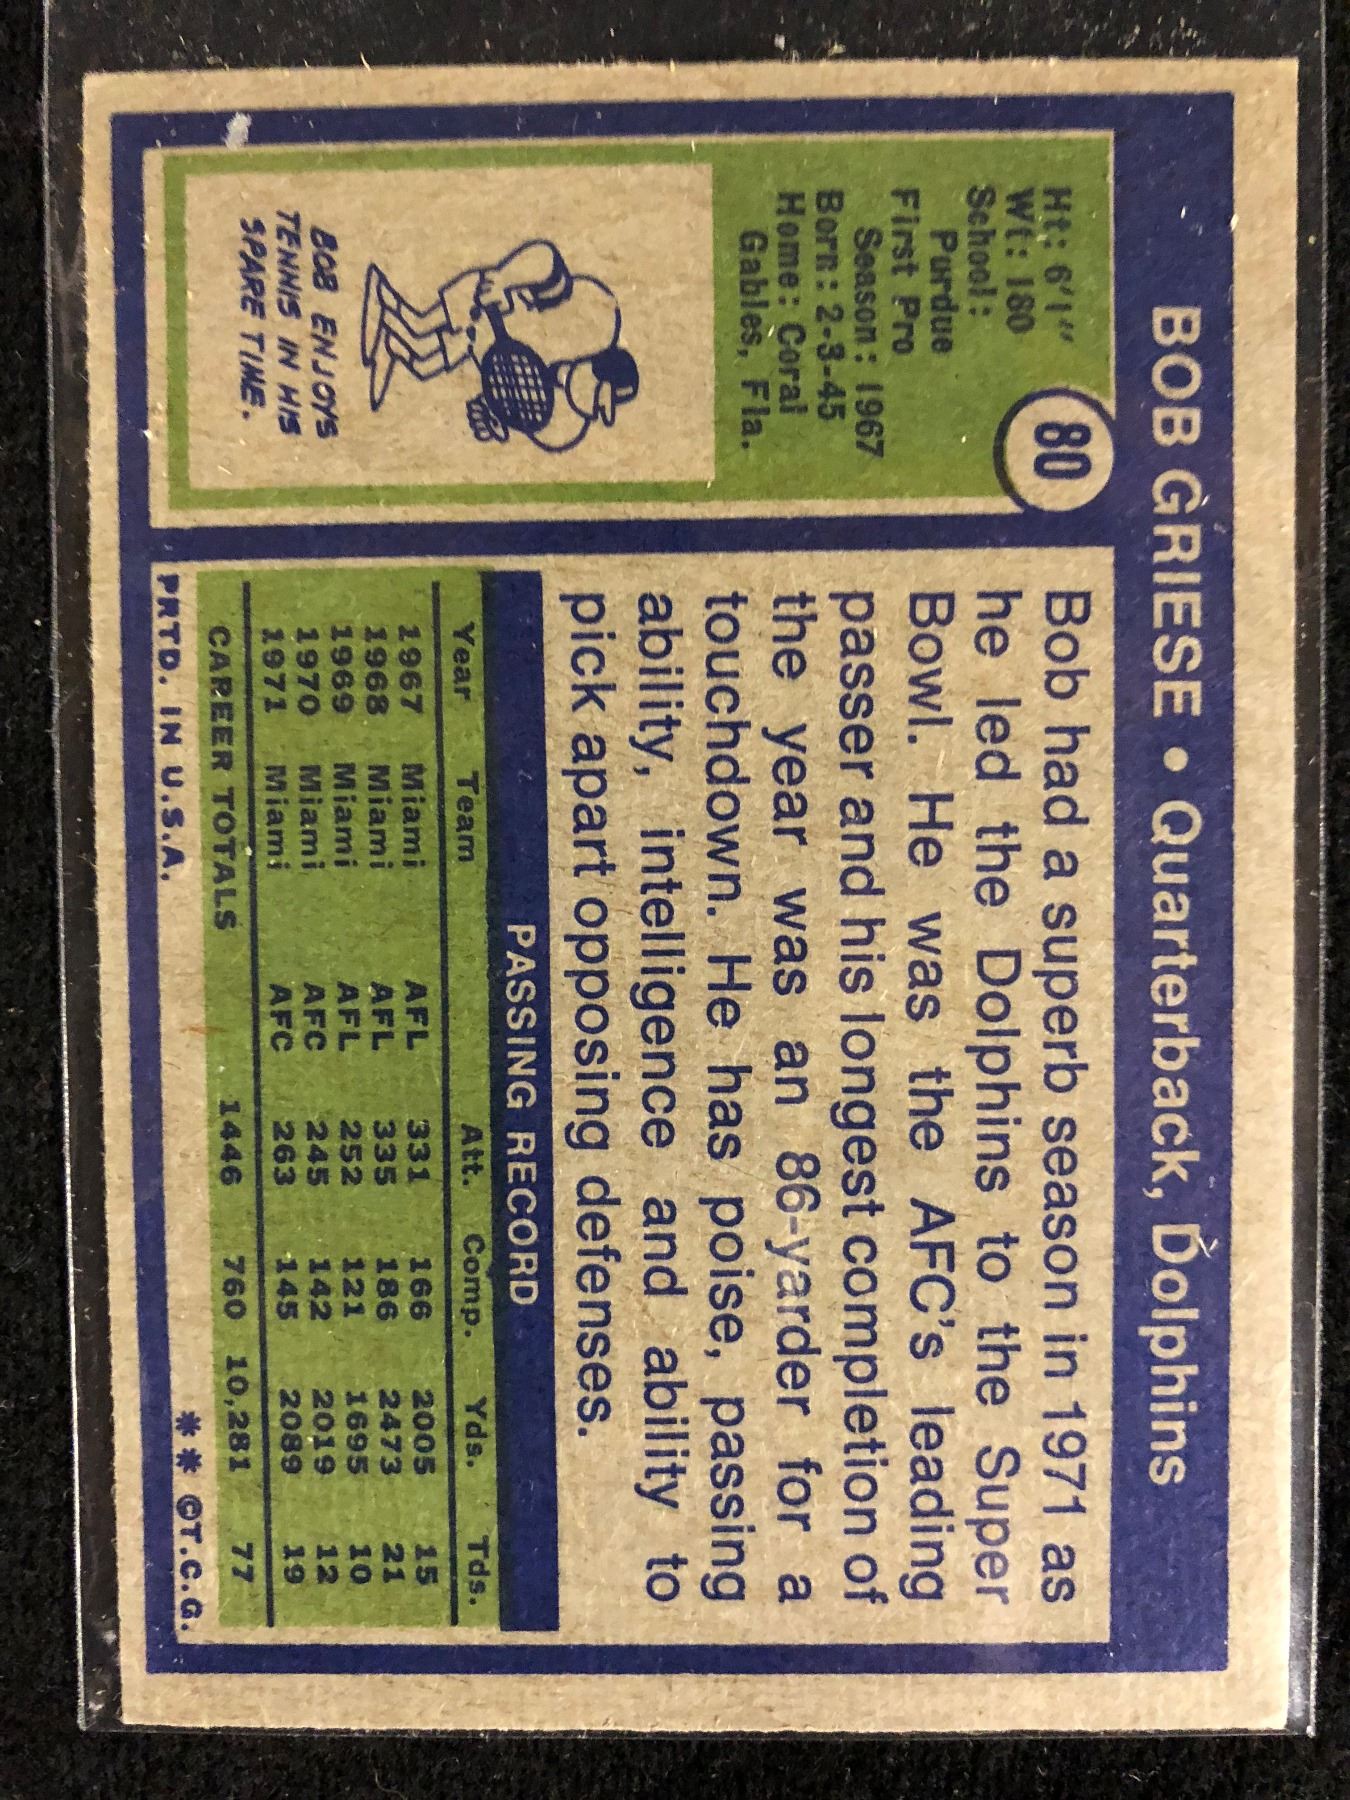 BOB GRIESE • Quarterback, Dolphins
80
Ht: 6'1"
Wt: 180
School:
Purdue
First Pro
Season: 1967
Born: 2-3-45
Home: Coral
Gables, Fla.
BOB ENJOYS
TENNIS IN HIS
SPARE TIME.
Bob had a superb season in 1971 as
he led the Dolphins to the Super
Bowl. He was the AFC's leading
passer and his longest completion of
the year was an 86-yarder for a
touchdown. He has poise, passing
ability, intelligence and ability to
pick apart opposing defenses.
PASSING RECORD
Year Team Att. Comp. Yds. Tds.
1967 Miami AFL 331 166 2005 15
1968 Miami AFL 335 186 2473 21
1969 Miami AFL 252 121 1695 10
1970 Miami AFC 245 142 2019 12
1971 Miami AFC 263 145 2089 19
CAREER TOTALS 1446 760 10,281 77
PRTD. IN U.S.A. ** ©T.C.G.